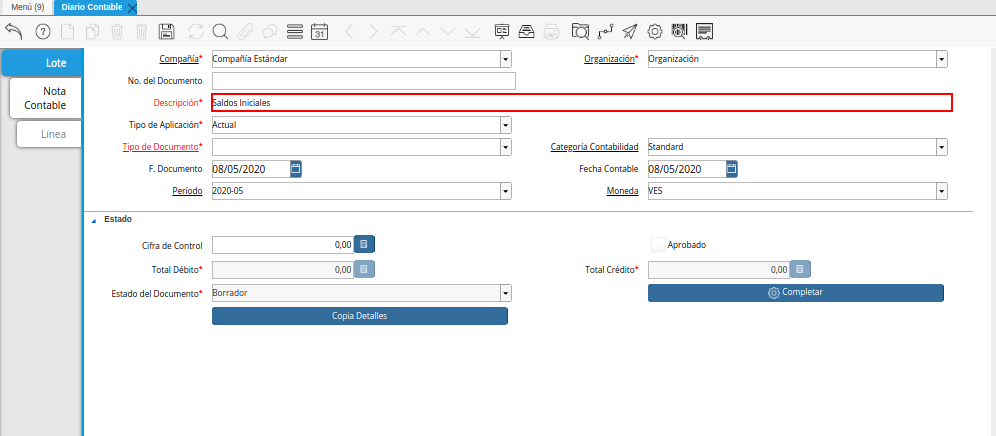 Menú (9) Diario Contable
31
Lote
Compañía* Compañía Estándar Organización* Organización
No. del Documento
Nota
Contable
Descripción* Saldos Iniciales
Línea
Tipo de Aplicación* Actual
Tipo de Documento* Categoría Contabilidad Standard
F. Documento 08/05/2020 Fecha Contable 08/05/2020
Período 2020-05 Moneda VES
Estado
Cifra de Control 0,00 Aprobado
Total Débito* 0,00 Total Crédito* 0,00
Estado del Documento* Borrador Completar
Copia Detalles